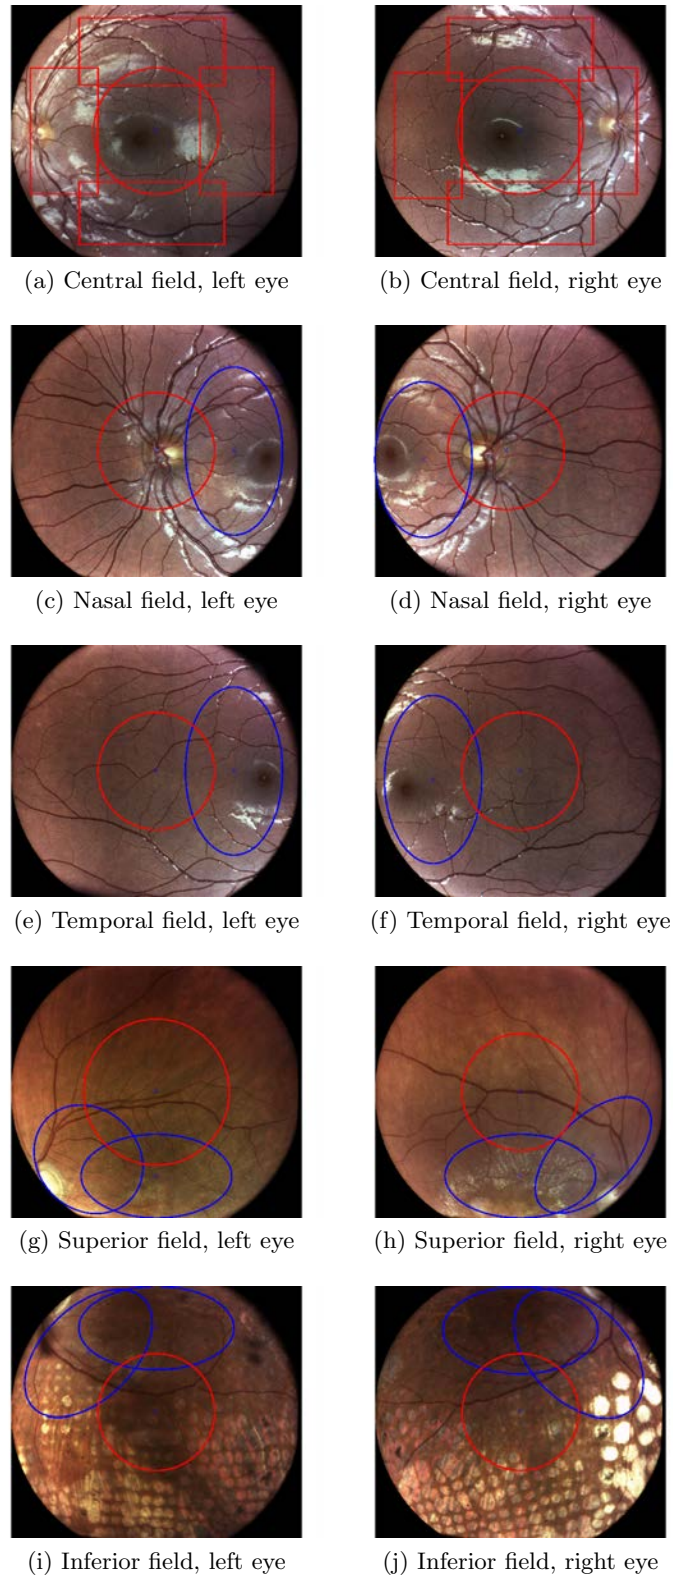 (a) Central field, left eye
(b) Central field, right eye
(c) Nasal field, left eye
(d) Nasal field, right eye
(e) Temporal field, left eye
(f) Temporal field, right eye
(g) Superior field, left eye
(h) Superior field, right eye
(i) Inferior field, left eye
(j) Inferior field, right eye